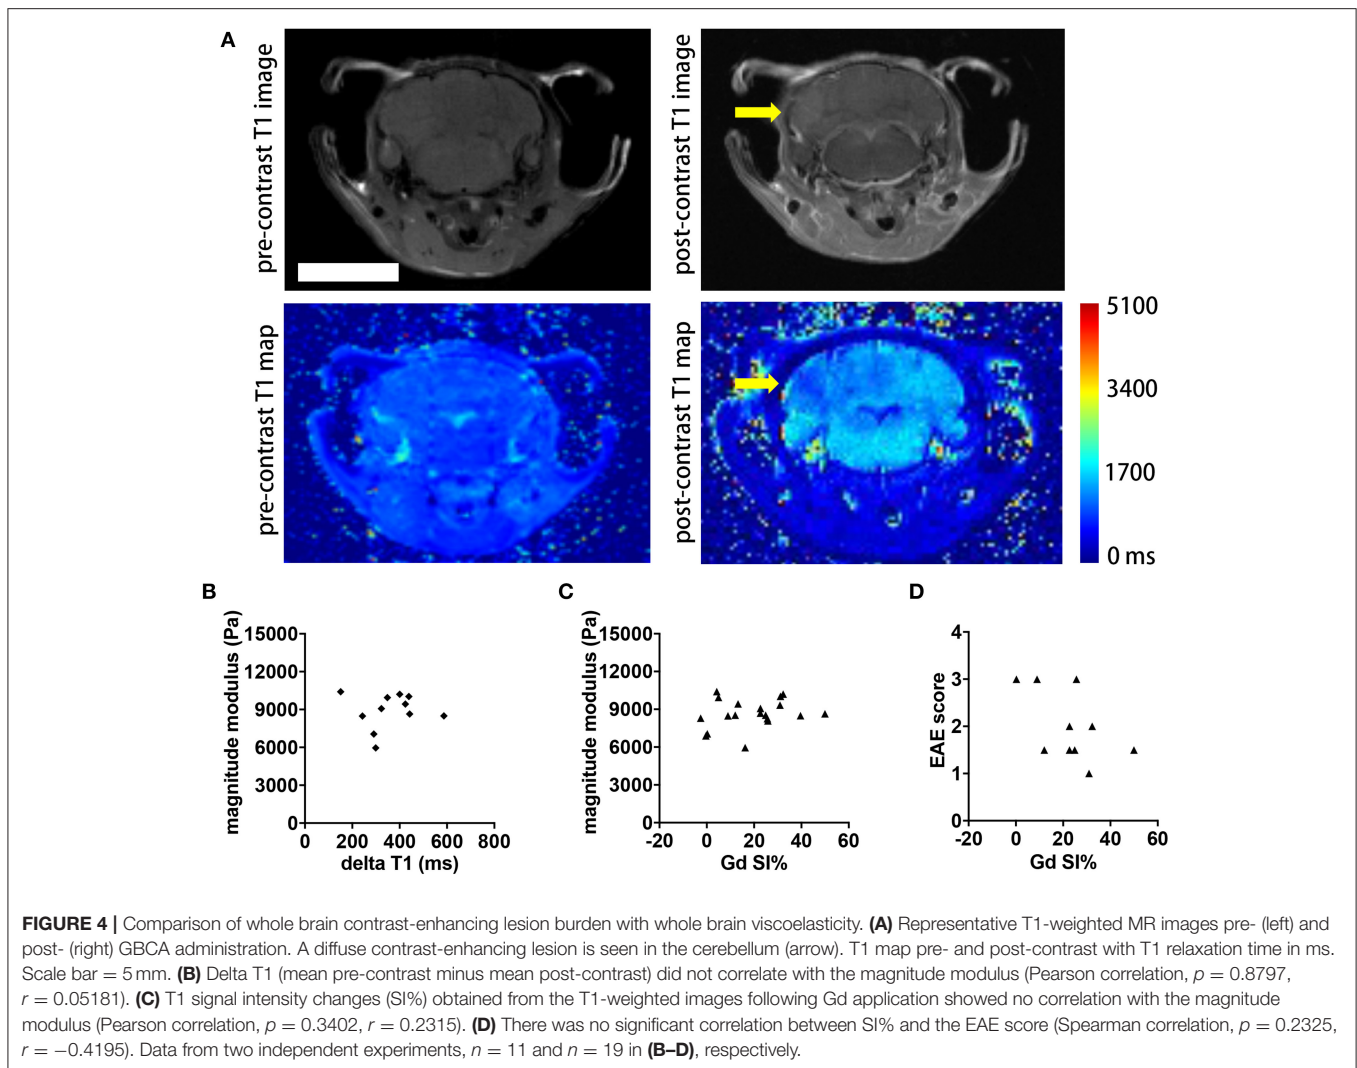 A
pre-contrast T1 image
post-contrast T1 image
pre-contrast T1 map
post-contrast T1 map
5100
3400
1700
0 ms
B
magnitude modulus (Pa)
15000
12000
9000
6000
3000
0
0 200 400 600 800
delta T1 (ms)
C
magnitude modulus (Pa)
15000
12000
9000
6000
3000
0
-20 0 20 40 60
Gd SI%
D
EAE score
4
3
2
1
0
-20 0 20 40 60
Gd SI%
FIGURE 4 | Comparison of whole brain contrast-enhancing lesion burden with whole brain viscoelasticity. (A) Representative T1-weighted MR images pre- (left) and
post- (right) GBCA administration. A diffuse contrast-enhancing lesion is seen in the cerebellum (arrow). T1 map pre- and post-contrast with T1 relaxation time in ms.
Scale bar = 5 mm. (B) Delta T1 (mean pre-contrast minus mean post-contrast) did not correlate with the magnitude modulus (Pearson correlation, p = 0.8797,
r = 0.05181). (C) T1 signal intensity changes (SI%) obtained from the T1-weighted images following Gd application showed no correlation with the magnitude
modulus (Pearson correlation, p = 0.3402, r = 0.2315). (D) There was no significant correlation between SI% and the EAE score (Spearman correlation, p = 0.2325,
r = −0.4195). Data from two independent experiments, n = 11 and n = 19 in (B–D), respectively.